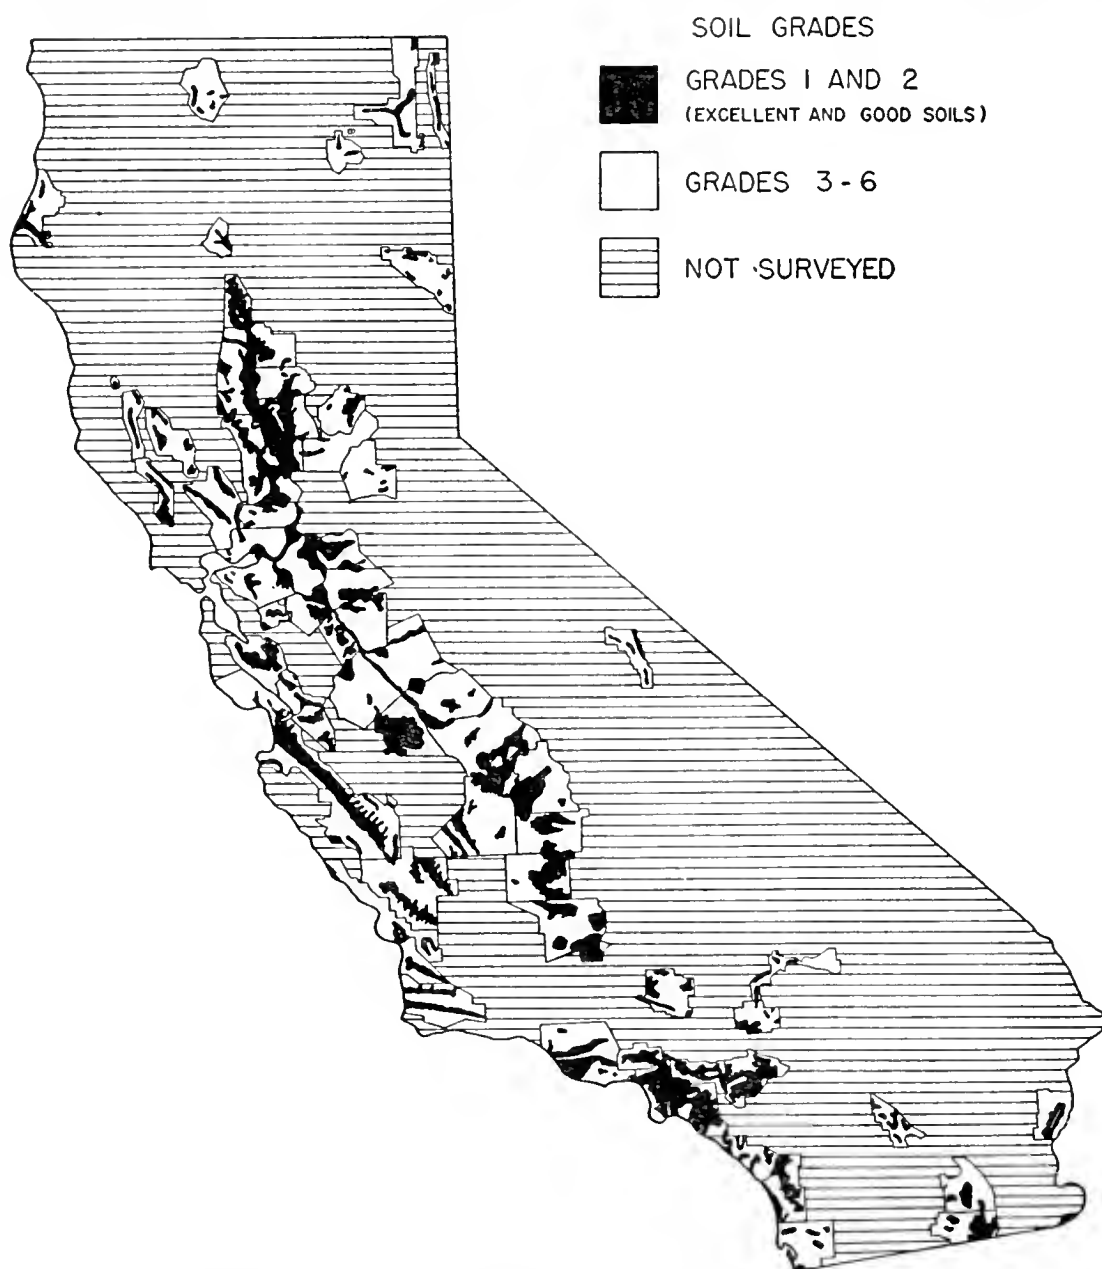 SOIL GRADES
GRADES 1 AND 2
(EXCELLENT AND GOOD SOILS)
GRADES 3-6
NOT SURVEYED